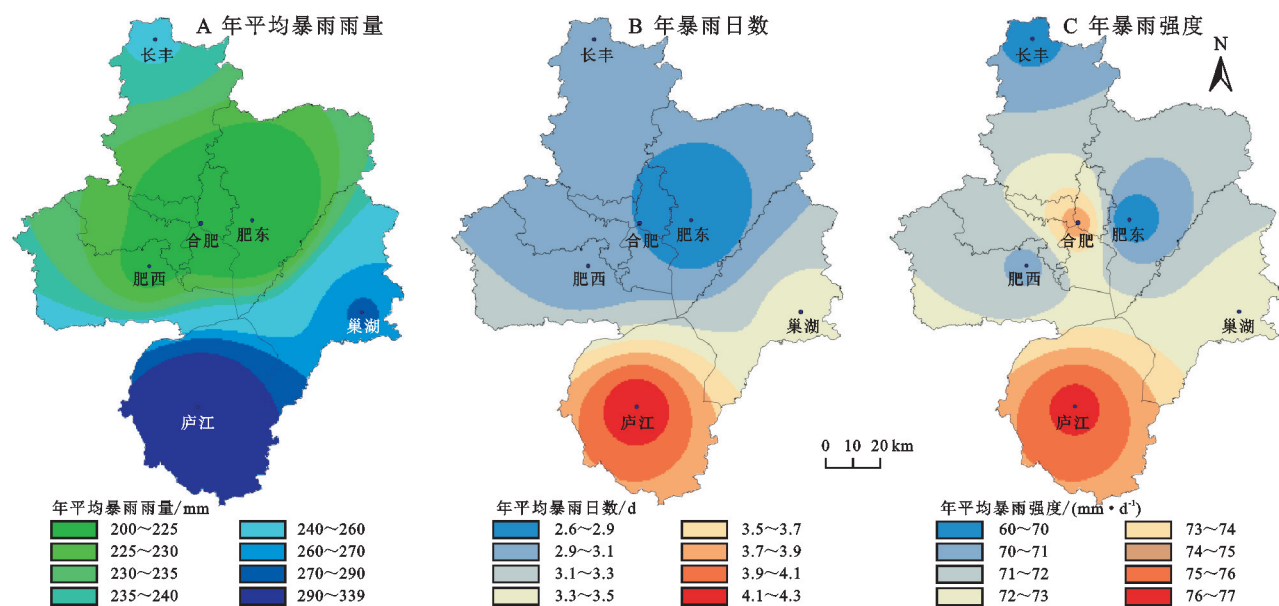 A 年平均暴雨雨量
长丰
合肥
肥东
肥西
巢湖
庐江
年平均暴雨雨量/mm
200～225
225～230
230～235
235～240
240～260
260～270
270～290
290～339
B 年暴雨日数
长丰
合肥
肥东
肥西
巢湖
庐江
0 10 20 km
年平均暴雨日数/d
2.6～2.9
2.9～3.1
3.1～3.3
3.3～3.5
3.5～3.7
3.7～3.9
3.9～4.1
4.1～4.3
C 年暴雨强度
N
长丰
合肥
肥东
肥西
巢湖
庐江
年平均暴雨强度/(mm·d⁻¹)
60～70
70～71
71～72
72～73
73～74
74～75
75～76
76～77